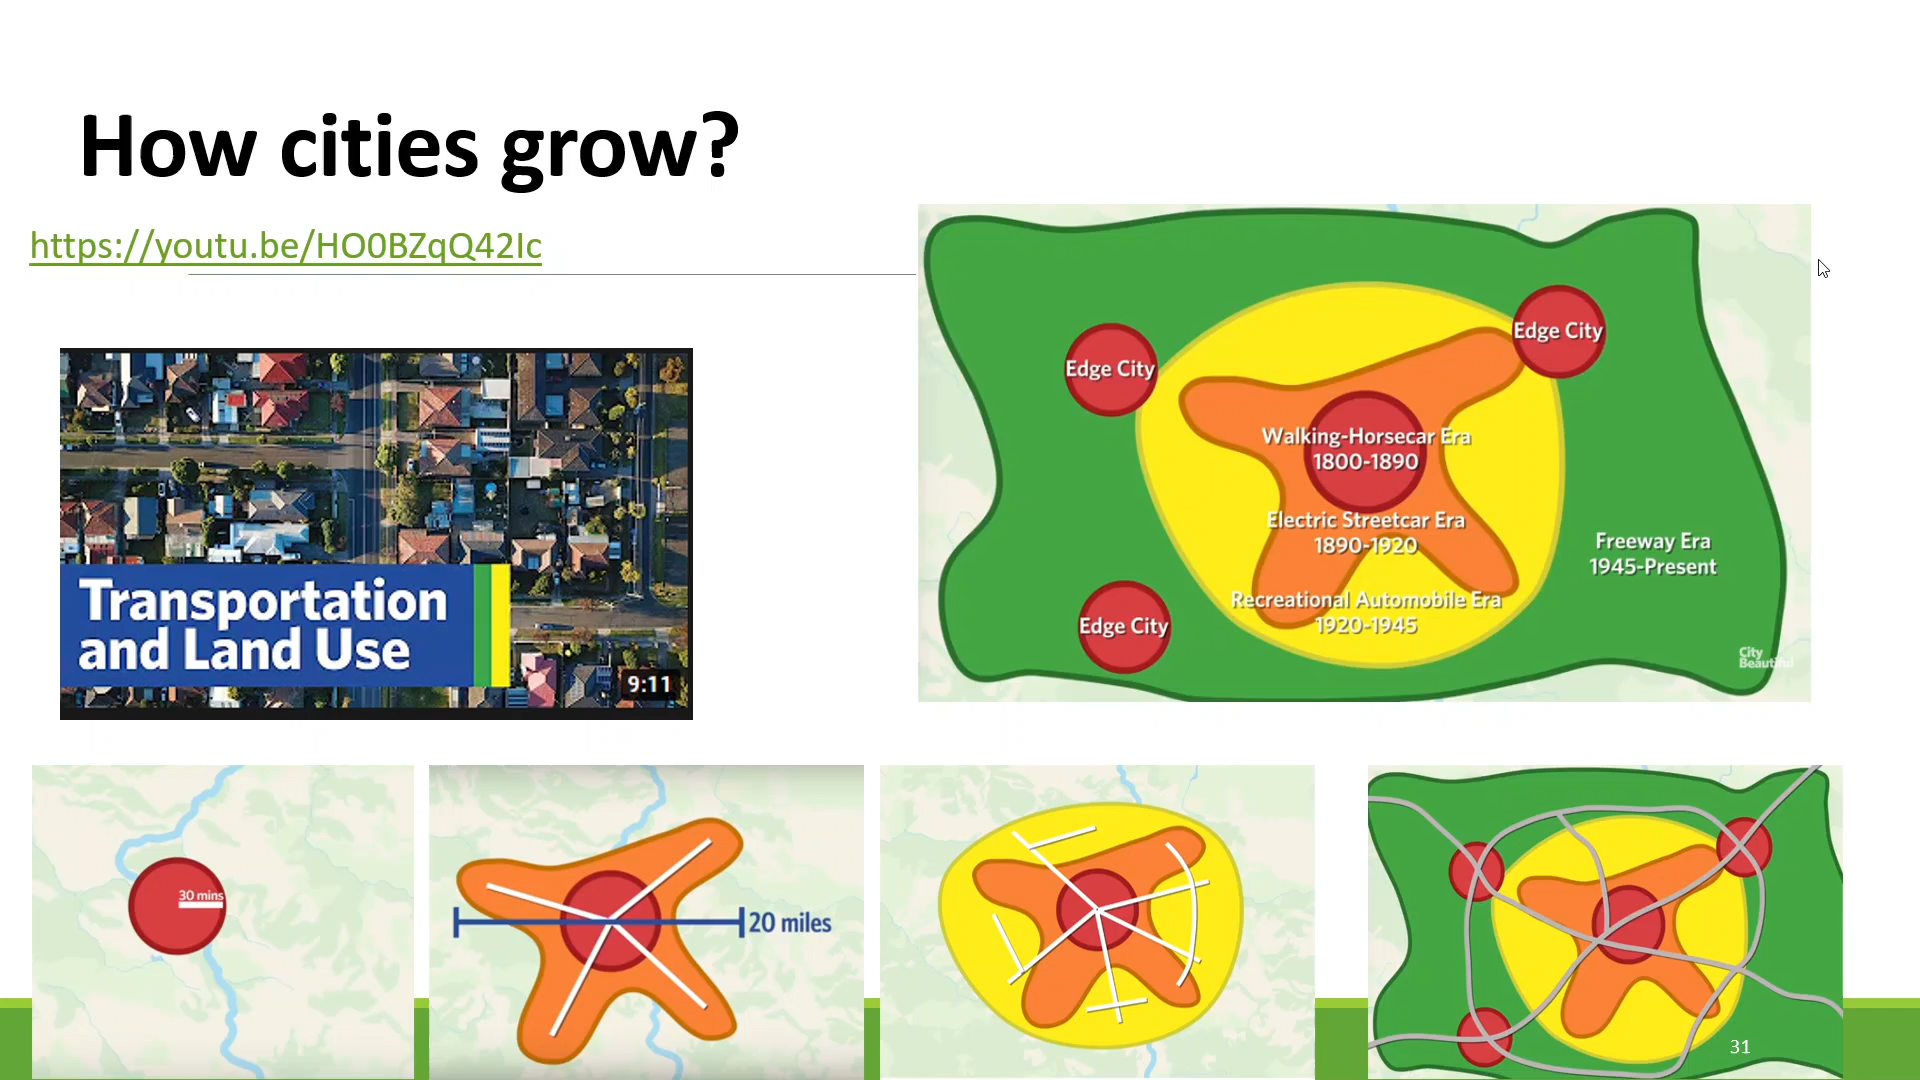 How cities grow?
https://youtu.be/HO0BZqQ42Ic
Transportation
and Land Use
9:11
Edge City
Edge City
Walking-Horsecar Era
1800-1890
Electric Streetcar Era
1890-1920
Freeway Era
1945-Present
Recreational Automobile Era
1920-1945
Edge City
City
Beautiful
30 mins
20 miles
31